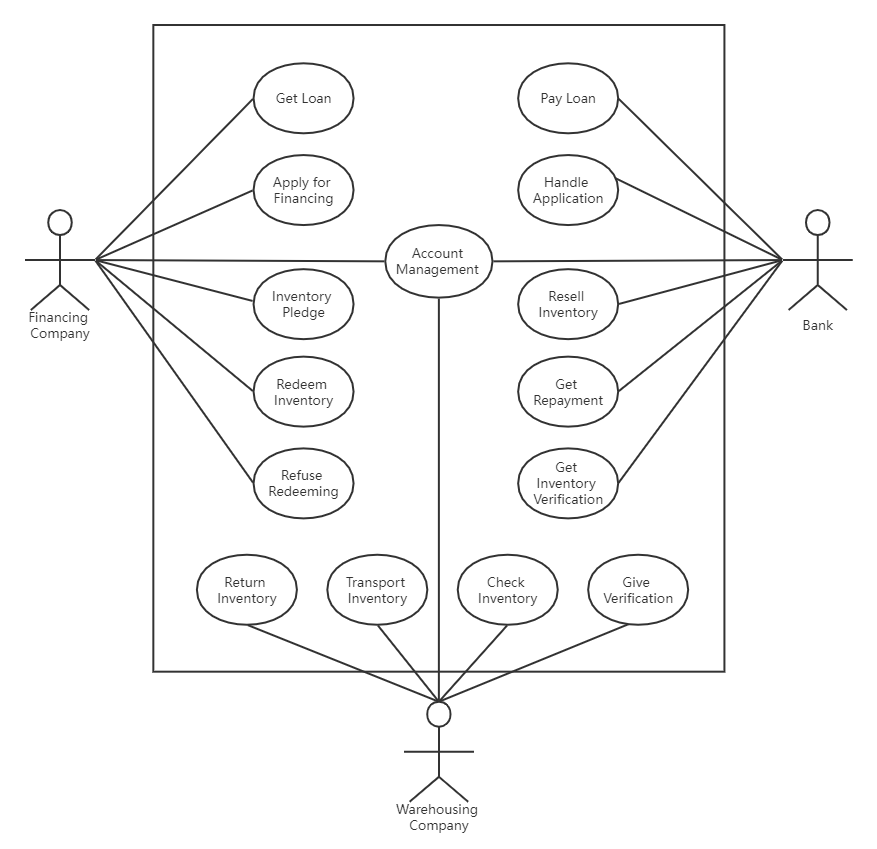 Get Loan
Pay Loan
Apply for
Financing
Handle
Application
Account
Management
Inventory
Pledge
Resell
Inventory
Financing
Company
Bank
Redeem
Inventory
Get
Repayment
Refuse
Redeeming
Get
Inventory
Verification
Return
Inventory
Transport
Inventory
Check
Inventory
Give
Verification
Warehousing
Company